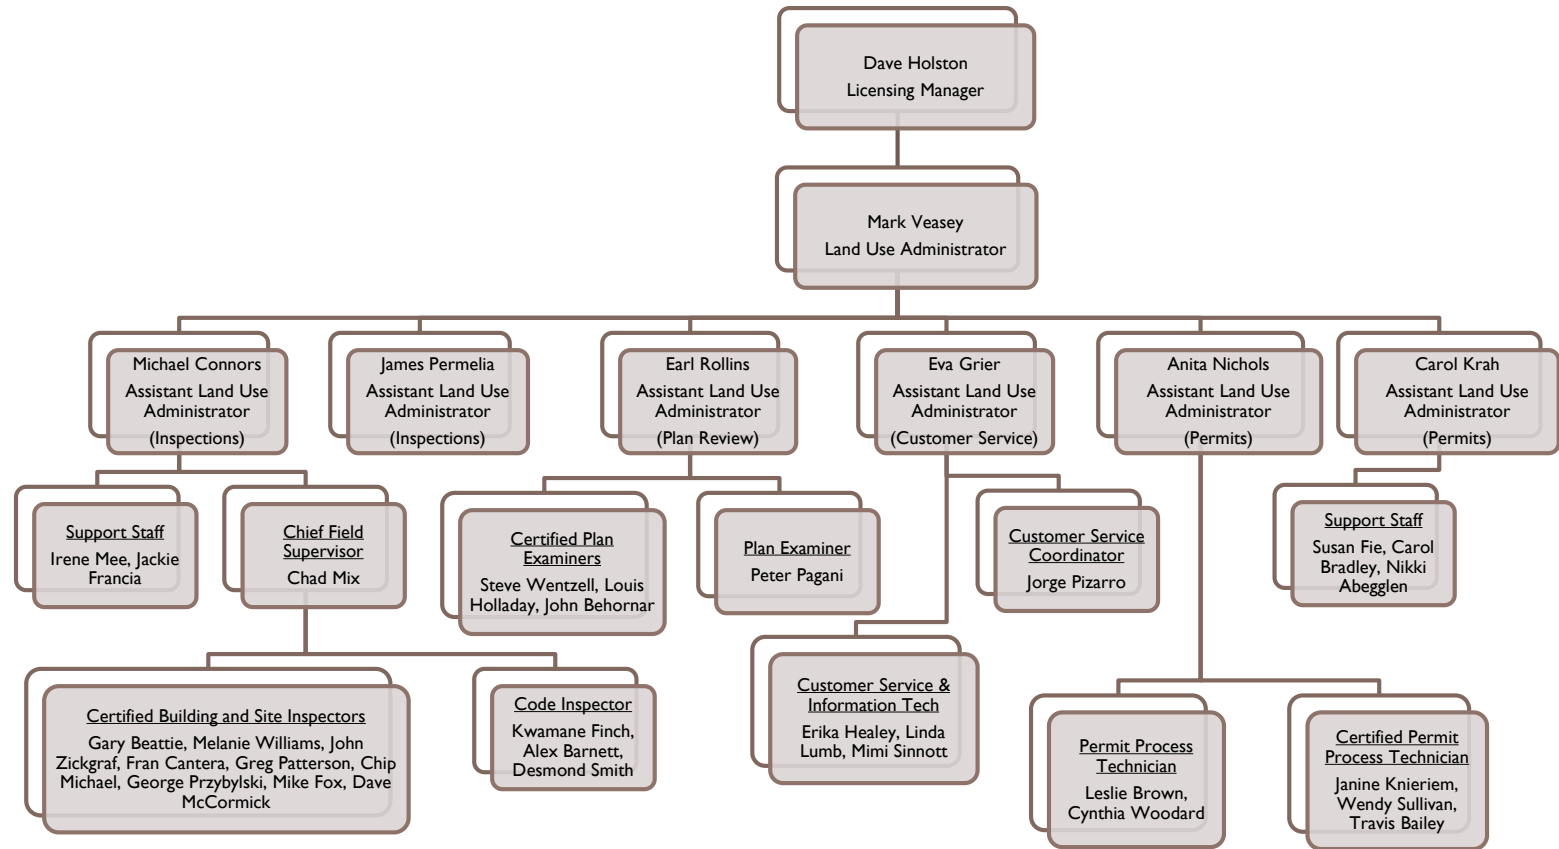 Dave Holston
Licensing Manager
Mark Veasey
Land Use Administrator
Michael Connors
Assistant Land Use
Administrator
(Inspections)
James Permelia
Assistant Land Use
Administrator
(Inspections)
Earl Rollins
Assistant Land Use
Administrator
(Plan Review)
Eva Grier
Assistant Land Use
Administrator
(Customer Service)
Anita Nichols
Assistant Land Use
Administrator
(Permits)
Carol Krah
Assistant Land Use
Administrator
(Permits)
Support Staff
Irene Mee, Jackie
Francia
Chief Field
Supervisor
Chad Mix
Certified Plan
Examiners
Steve Wentzell, Louis
Holladay, John Behornar
Plan Examiner
Peter Pagani
Customer Service
Coordinator
Jorge Pizarro
Support Staff
Susan Fie, Carol
Bradley, Nikki
Abegglen
Certified Building and Site Inspectors
Gary Beattie, Melanie Williams, John
Zickgraf, Fran Cantera, Greg Patterson, Chip
Michael, George Przybylski, Mike Fox, Dave
McCormick
Code Inspector
Kwamane Finch,
Alex Barnett,
Desmond Smith
Customer Service &
Information Tech
Erika Healey, Linda
Lumb, Mimi Sinnott
Permit Process
Technician
Leslie Brown,
Cynthia Woodard
Certified Permit
Process Technician
Janine Knieriem,
Wendy Sullivan,
Travis Bailey